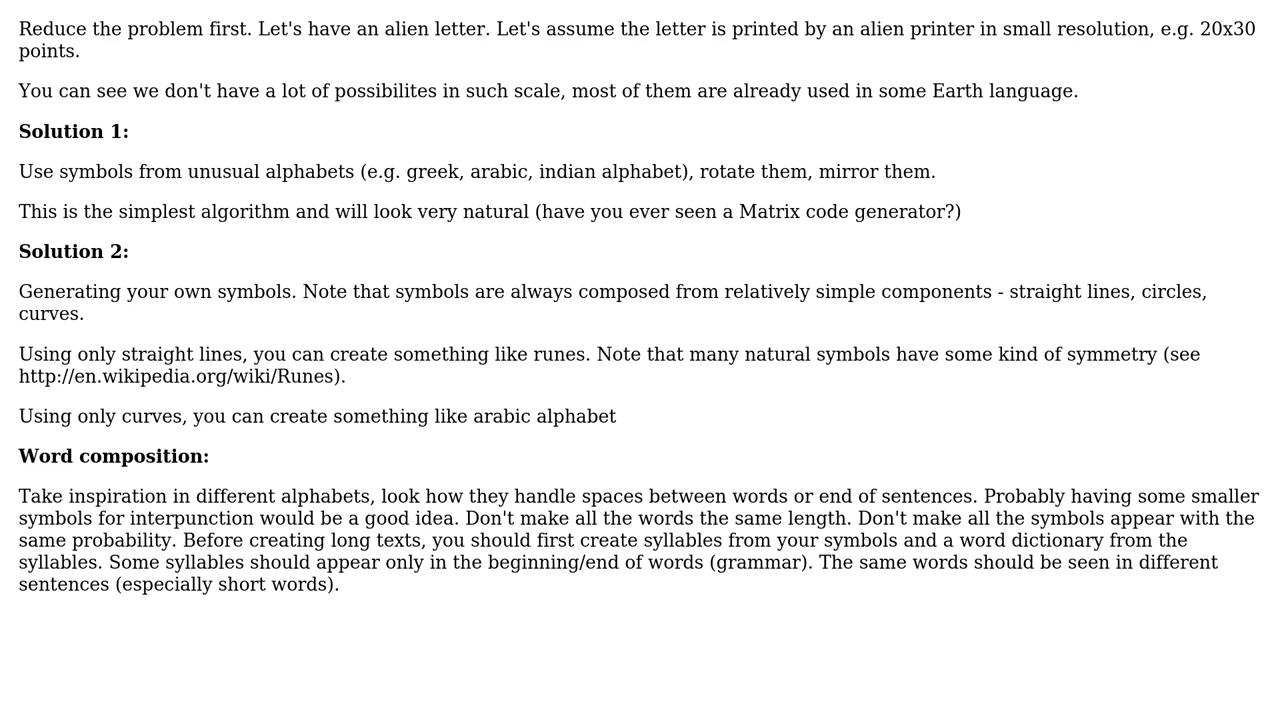 Reduce the problem first. Let's have an alien letter. Let's assume the letter is printed by an alien printer in small resolution, e.g. 20x30
points.
You can see we don't have a lot of possibilites in such scale, most of them are already used in some Earth language.
Solution 1:
Use symbols from unusual alphabets (e.g. greek, arabic, indian alphabet), rotate them, mirror them.
This is the simplest algorithm and will look very natural (have you ever seen a Matrix code generator?)
Solution 2:
Generating your own symbols. Note that symbols are always composed from relatively simple components - straight lines, circles,
curves.
Using only straight lines, you can create something like runes. Note that many natural symbols have some kind of symmetry (see
http://en.wikipedia.org/wiki/Runes).
Using only curves, you can create something like arabic alphabet
Word composition:
Take inspiration in different alphabets, look how they handle spaces between words or end of sentences. Probably having some smaller
symbols for interpunction would be a good idea. Don't make all the words the same length. Don't make all the symbols appear with the
same probability. Before creating long texts, you should first create syllables from your symbols and a word dictionary from the
syllables. Some syllables should appear only in the beginning/end of words (grammar). The same words should be seen in different
sentences (especially short words).